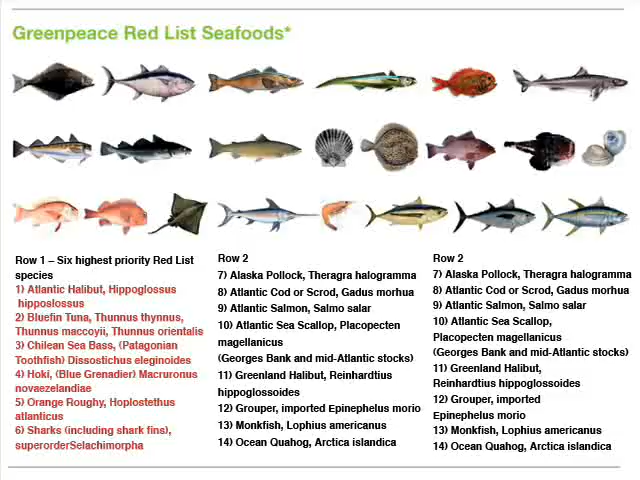 Greenpeace Red List Seafoods*
Row 1 – Six highest priority Red List
species
1) Atlantic Halibut, Hippoglossus
hipposlossus
2) Bluefin Tuna, Thunnus thynnus,
Thunnus maccoyii, Thunnus orientalis
3) Chilean Sea Bass, (Patagonian
Toothfish) Dissostichus eleginoides
4) Hoki, (Blue Grenadier) Macruronus
novaezelandiae
5) Orange Roughy, Hoplostethus
atlanticus
6) Sharks (including shark fins),
superorderSelachimorpha
Row 2
7) Alaska Pollock, Theragra halogramma
8) Atlantic Cod or Scrod, Gadus morhua
9) Atlantic Salmon, Salmo salar
10) Atlantic Sea Scallop, Placopecten
magellanicus
(Georges Bank and mid-Atlantic stocks)
11) Greenland Halibut, Reinhardtius
hippoglossoides
12) Grouper, imported Epinephelus morio
13) Monkfish, Lophius americanus
14) Ocean Quahog, Arctica islandica
Row 2
7) Alaska Pollock, Theragra halogramma
8) Atlantic Cod or Scrod, Gadus morhua
9) Atlantic Salmon, Salmo salar
10) Atlantic Sea Scallop,
Placopecten magellanicus
(Georges Bank and mid-Atlantic stocks)
11) Greenland Halibut,
Reinhardtius hippoglossoides
12) Grouper, imported
Epinephelus morio
13) Monkfish, Lophius americanus
14) Ocean Quahog, Arctica islandica